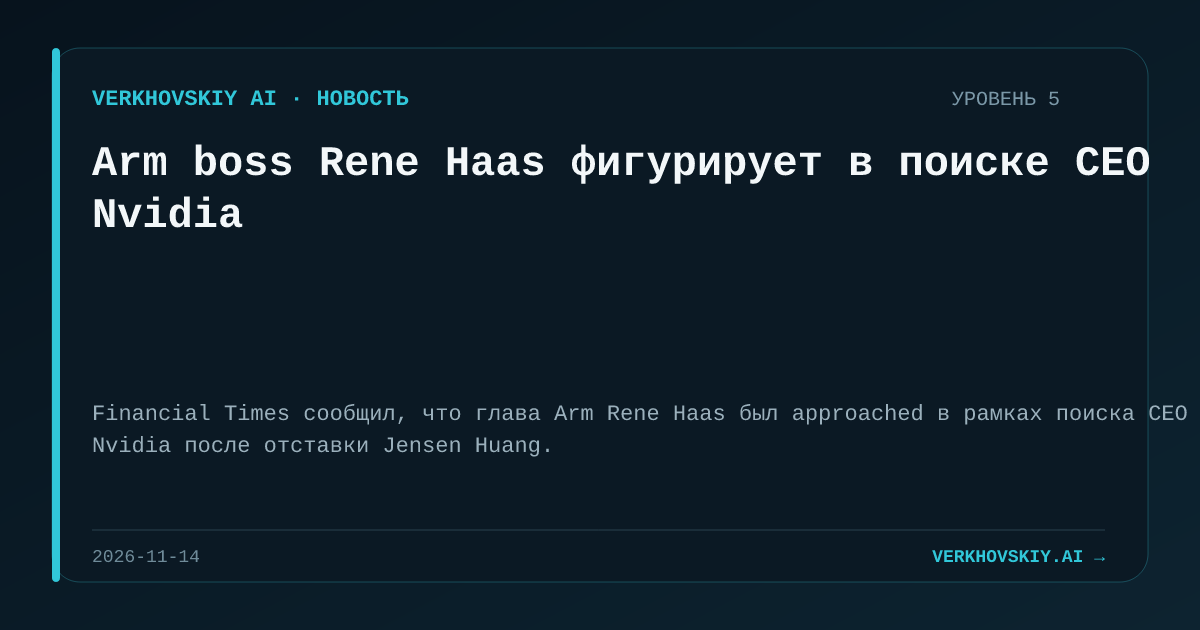 VERKHOVSKIY AI · НОВОСТЬ
УРОВЕНЬ 5
Arm boss Rene Haas фигурирует в поиске CEO
Nvidia
Financial Times сообщил, что глава Arm Rene Haas был approached в рамках поиска CEO
Nvidia после отставки Jensen Huang.
2026-11-14
VERKHOVSKIY.AI →